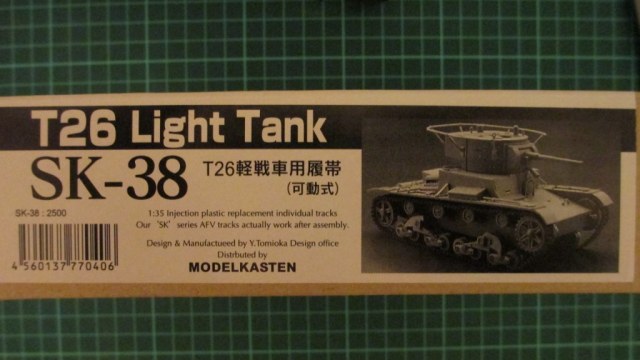 T26 Light Tank
SK-38
T26軽戦車用履帯
(可動式)
SK-38 : 2500
1:35 Injection plastic replacement individual tracks
Our "SK" series AFV tracks actually work after assembly.
Design & Manufactueed by Y.Tomioka Design office
Distrbuted by
MODELKASTEN
4 560137 770406